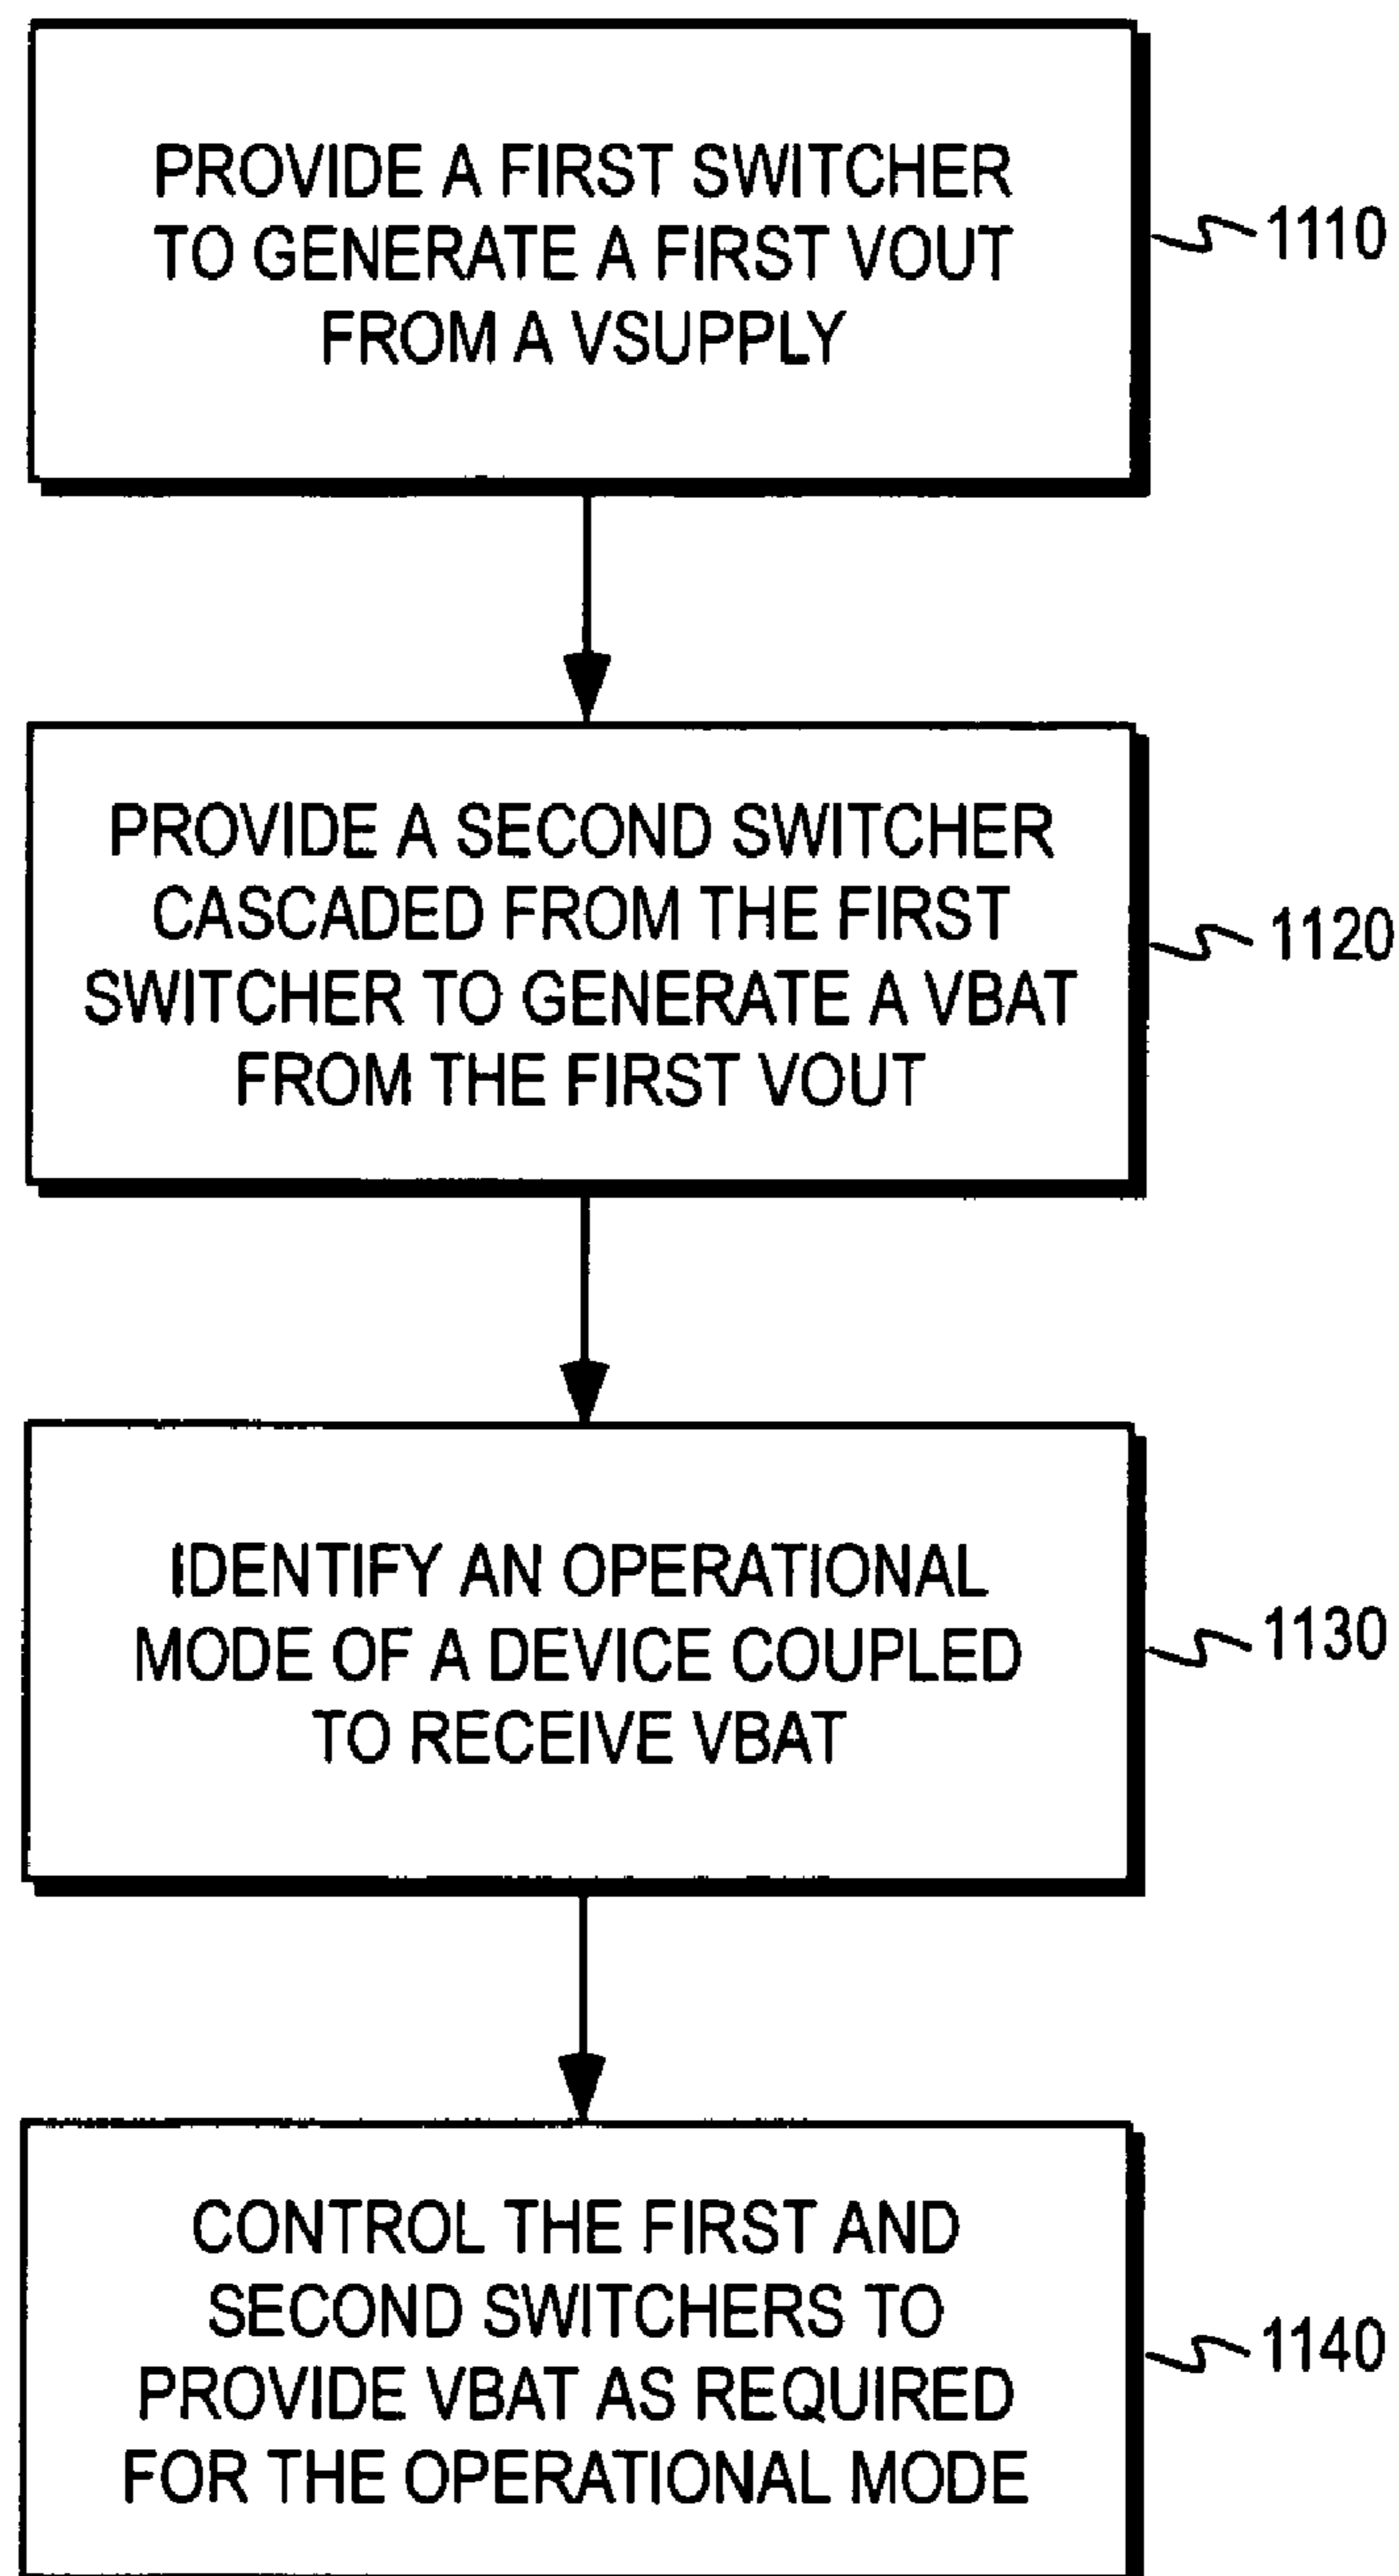 PROVIDE A FIRST SWITCHER
TO GENERATE A FIRST VOUT
FROM A VSUPPLY
1110
PROVIDE A SECOND SWITCHER
CASCADED FROM THE FIRST
SWITCHER TO GENERATE A VBAT
FROM THE FIRST VOUT
1120
IDENTIFY AN OPERATIONAL
MODE OF A DEVICE COUPLED
TO RECEIVE VBAT
1130
CONTROL THE FIRST AND
SECOND SWITCHERS TO
PROVIDE VBAT AS REQUIRED
FOR THE OPERATIONAL MODE
1140